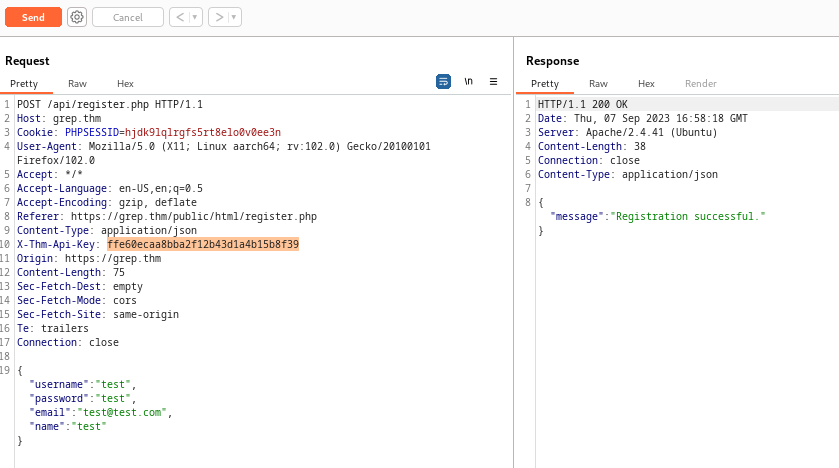 Send
Cancel
Request
Pretty Raw Hex
\n
1 POST /api/register.php HTTP/1.1
2 Host: grep.thm
3 Cookie: PHPSESSID=hjdk9lqlrgfs5rt8elo0v0ee3n
4 User-Agent: Mozilla/5.0 (X11; Linux aarch64; rv:102.0) Gecko/20100101
Firefox/102.0
5 Accept: */*
6 Accept-Language: en-US,en;q=0.5
7 Accept-Encoding: gzip, deflate
8 Referer: https://grep.thm/public/html/register.php
9 Content-Type: application/json
10 X-Thm-Api-Key: ffe60ecaa8bba2f12b43d1a4b15b8f39
11 Origin: https://grep.thm
12 Content-Length: 75
13 Sec-Fetch-Dest: empty
14 Sec-Fetch-Mode: cors
15 Sec-Fetch-Site: same-origin
16 Te: trailers
17 Connection: close
18
19 {
"username":"test",
"password":"test",
"email":"test@test.com",
"name":"test"
}
Response
Pretty Raw Hex Render
1 HTTP/1.1 200 OK
2 Date: Thu, 07 Sep 2023 16:58:18 GMT
3 Server: Apache/2.4.41 (Ubuntu)
4 Content-Length: 38
5 Connection: close
6 Content-Type: application/json
7
8 {
"message":"Registration successful."
}